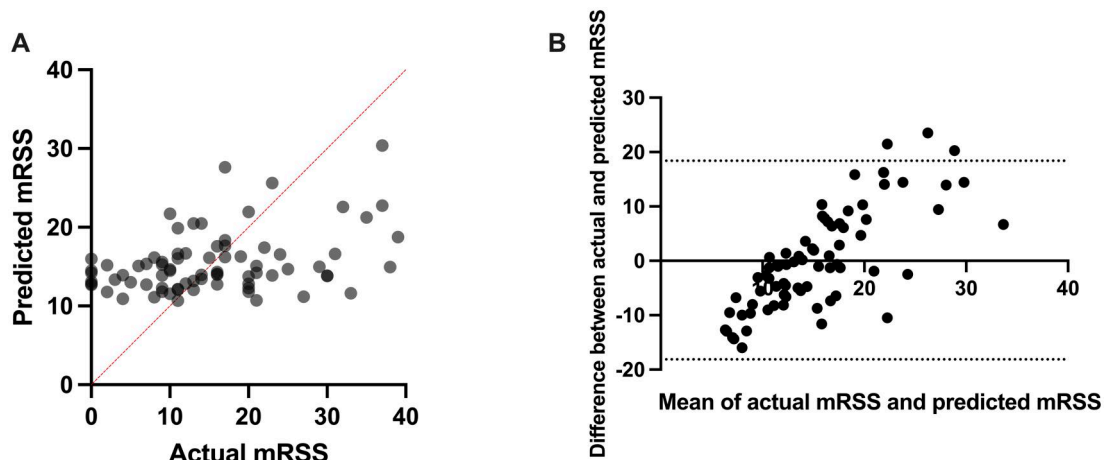 A
Predicted mRSS
40
30
20
10
0
0 10 20 30 40
Actual mRSS
B
Difference between actual and predicted mRSS
30
20
10
0
-10
-20
10 20 30 40
Mean of actual mRSS and predicted mRSS